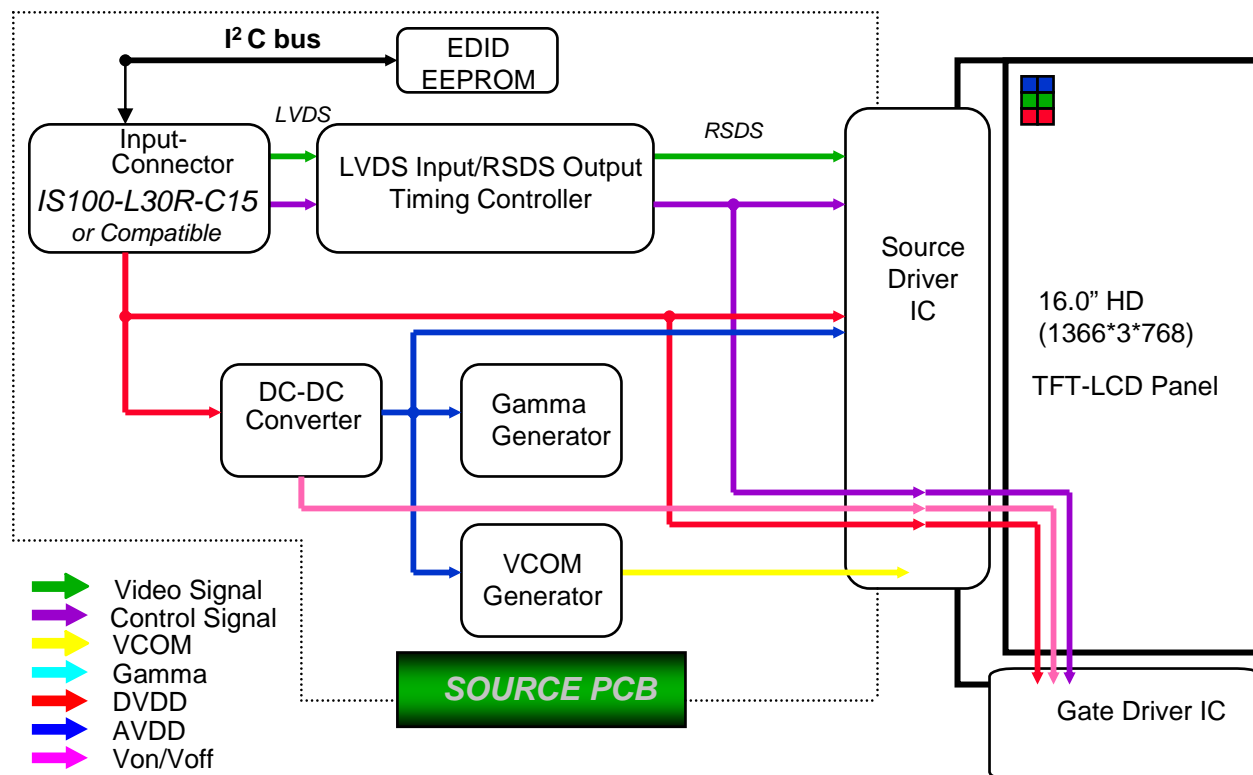 I² C bus
EDID
EEPROM
LVDS
RSDS
Input-
Connector
IS100-L30R-C15
or Compatible
LVDS Input/RSDS Output
Timing Controller
Source
Driver
IC
16.0” HD
(1366*3*768)
TFT-LCD Panel
DC-DC
Converter
Gamma
Generator
VCOM
Generator
Video Signal
Control Signal
VCOM
Gamma
DVDD
AVDD
Von/Voff
SOURCE PCB
Gate Driver IC